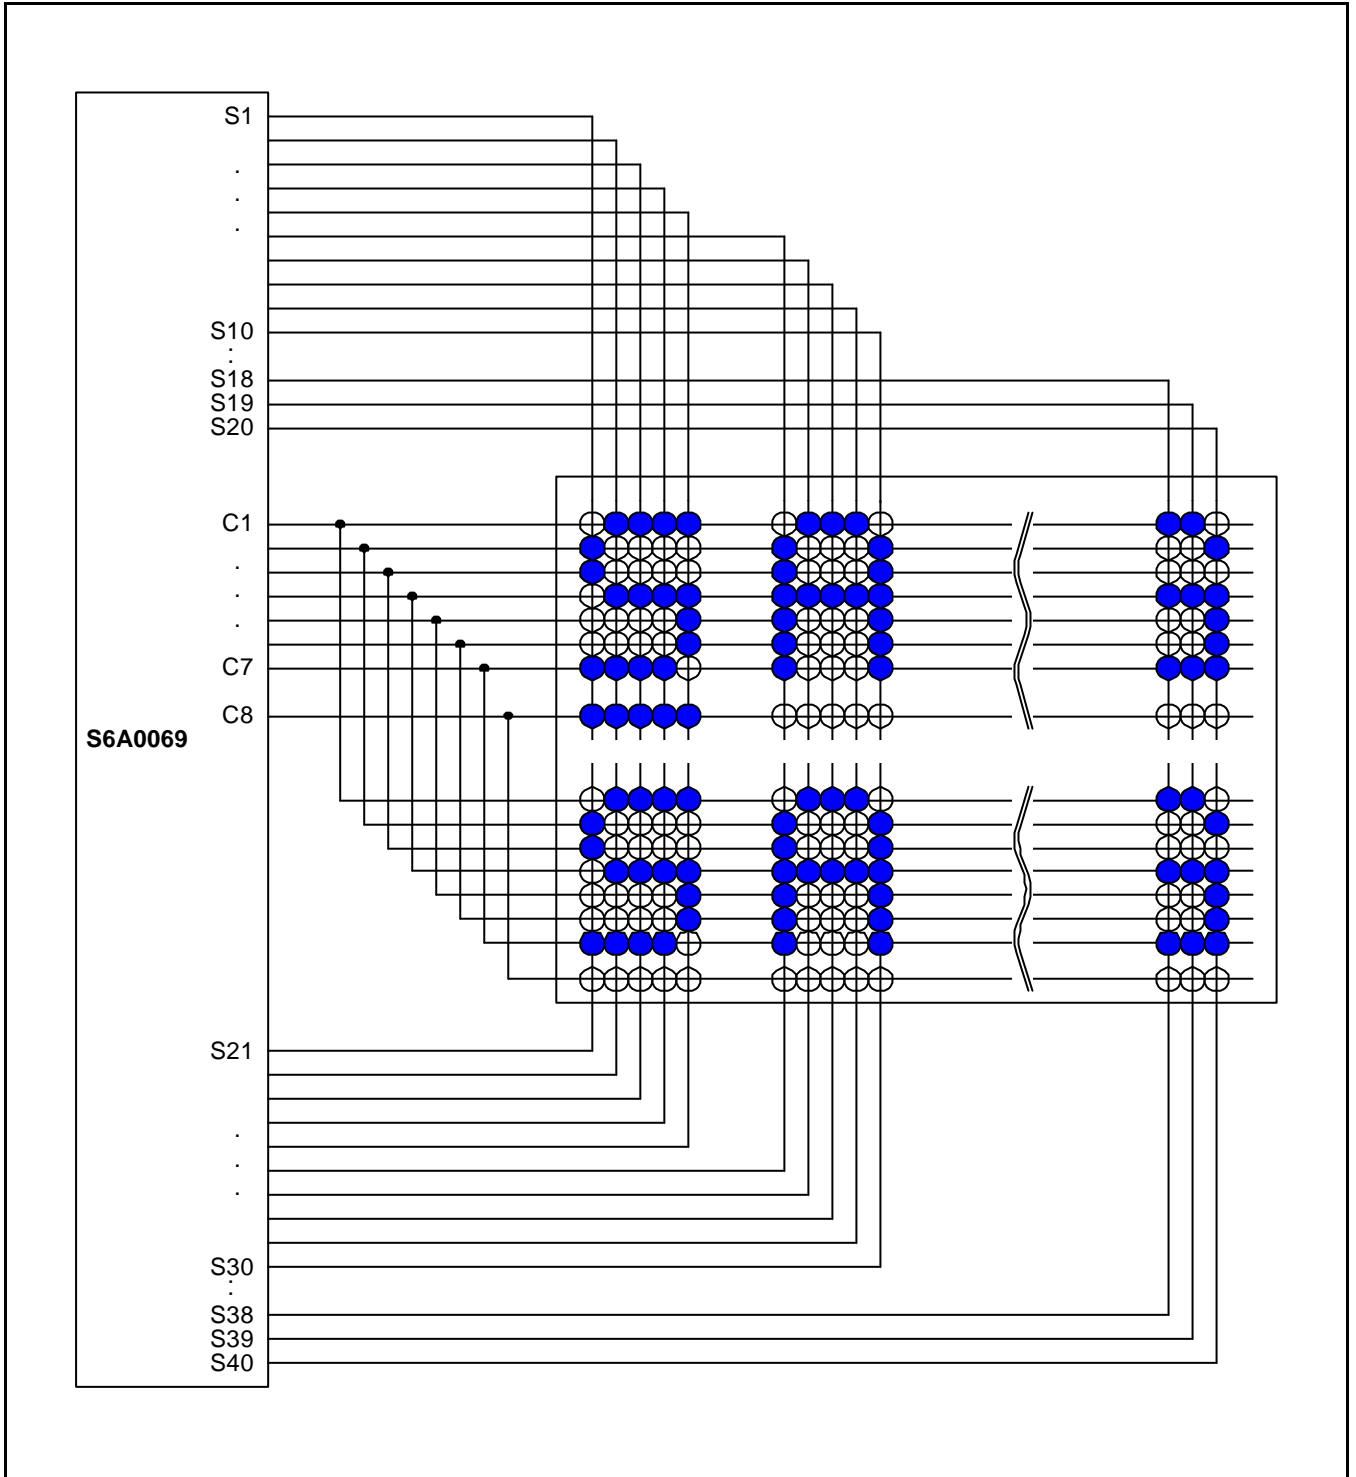 S1
.
.
.
S10
:
S18
S19
S20
C1
.
.
.
C7
C8
S6A0069
S21
.
.
.
S30
:
S38
S39
S40